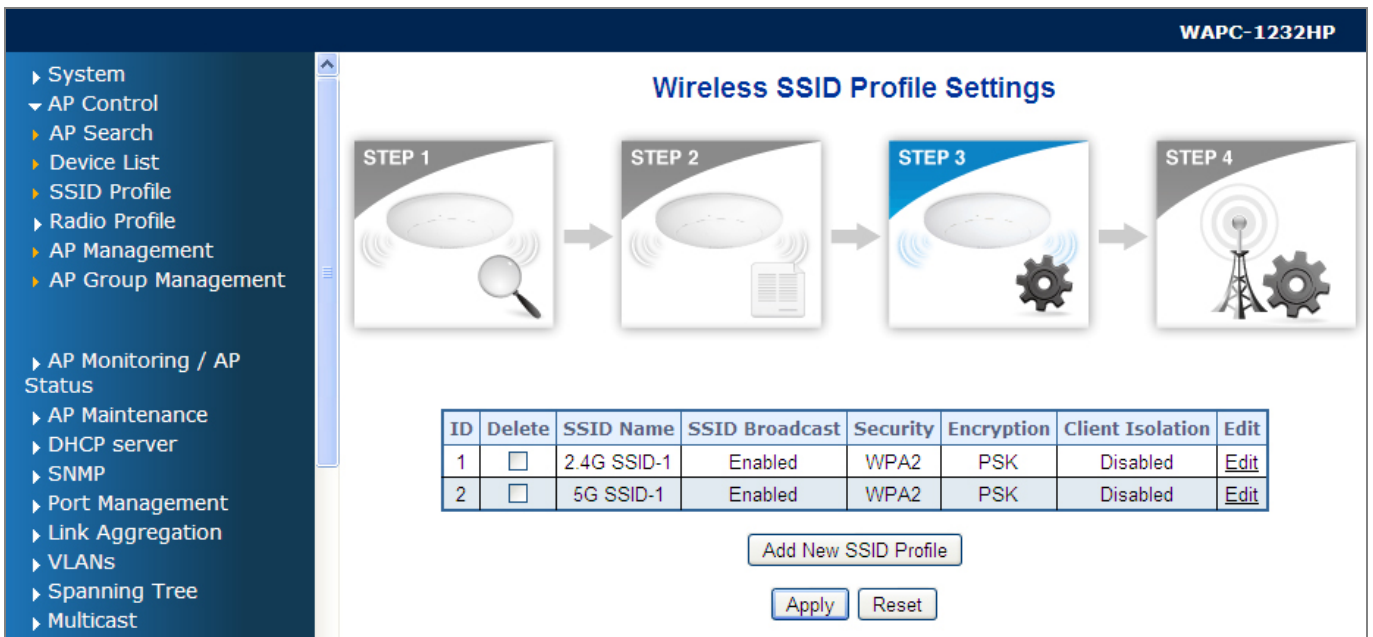 WAPC-1232HP
System
AP Control
AP Search
Device List
SSID Profile
Radio Profile
AP Management
AP Group Management
AP Monitoring / AP
Status
AP Maintenance
DHCP server
SNMP
Port Management
Link Aggregation
VLANs
Spanning Tree
Multicast
Wireless SSID Profile Settings
STEP 1 STEP 2 STEP 3 STEP 4
ID Delete SSID Name SSID Broadcast Security Encryption Client Isolation Edit
1 2.4G SSID-1 Enabled WPA2 PSK Disabled Edit
2 5G SSID-1 Enabled WPA2 PSK Disabled Edit
Add New SSID Profile
Apply Reset